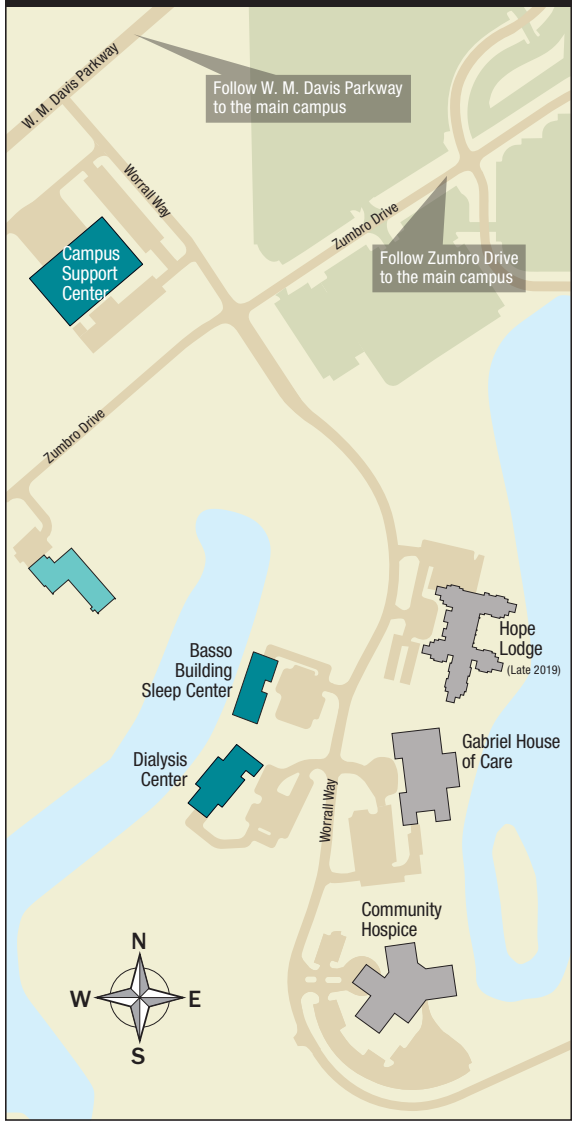 W. M. Davis Parkway
Follow W. M. Davis Parkway
to the main campus
Worrall Way
Zumbro Drive
Campus
Support
Center
Follow Zumbro Drive
to the main campus
Zumbro Drive
Hope
Lodge
(Late 2019)
Basso
Building
Sleep Center
Gabriel House
of Care
Dialysis
Center
Worrall Way
Community
Hospice
N
W
E
S